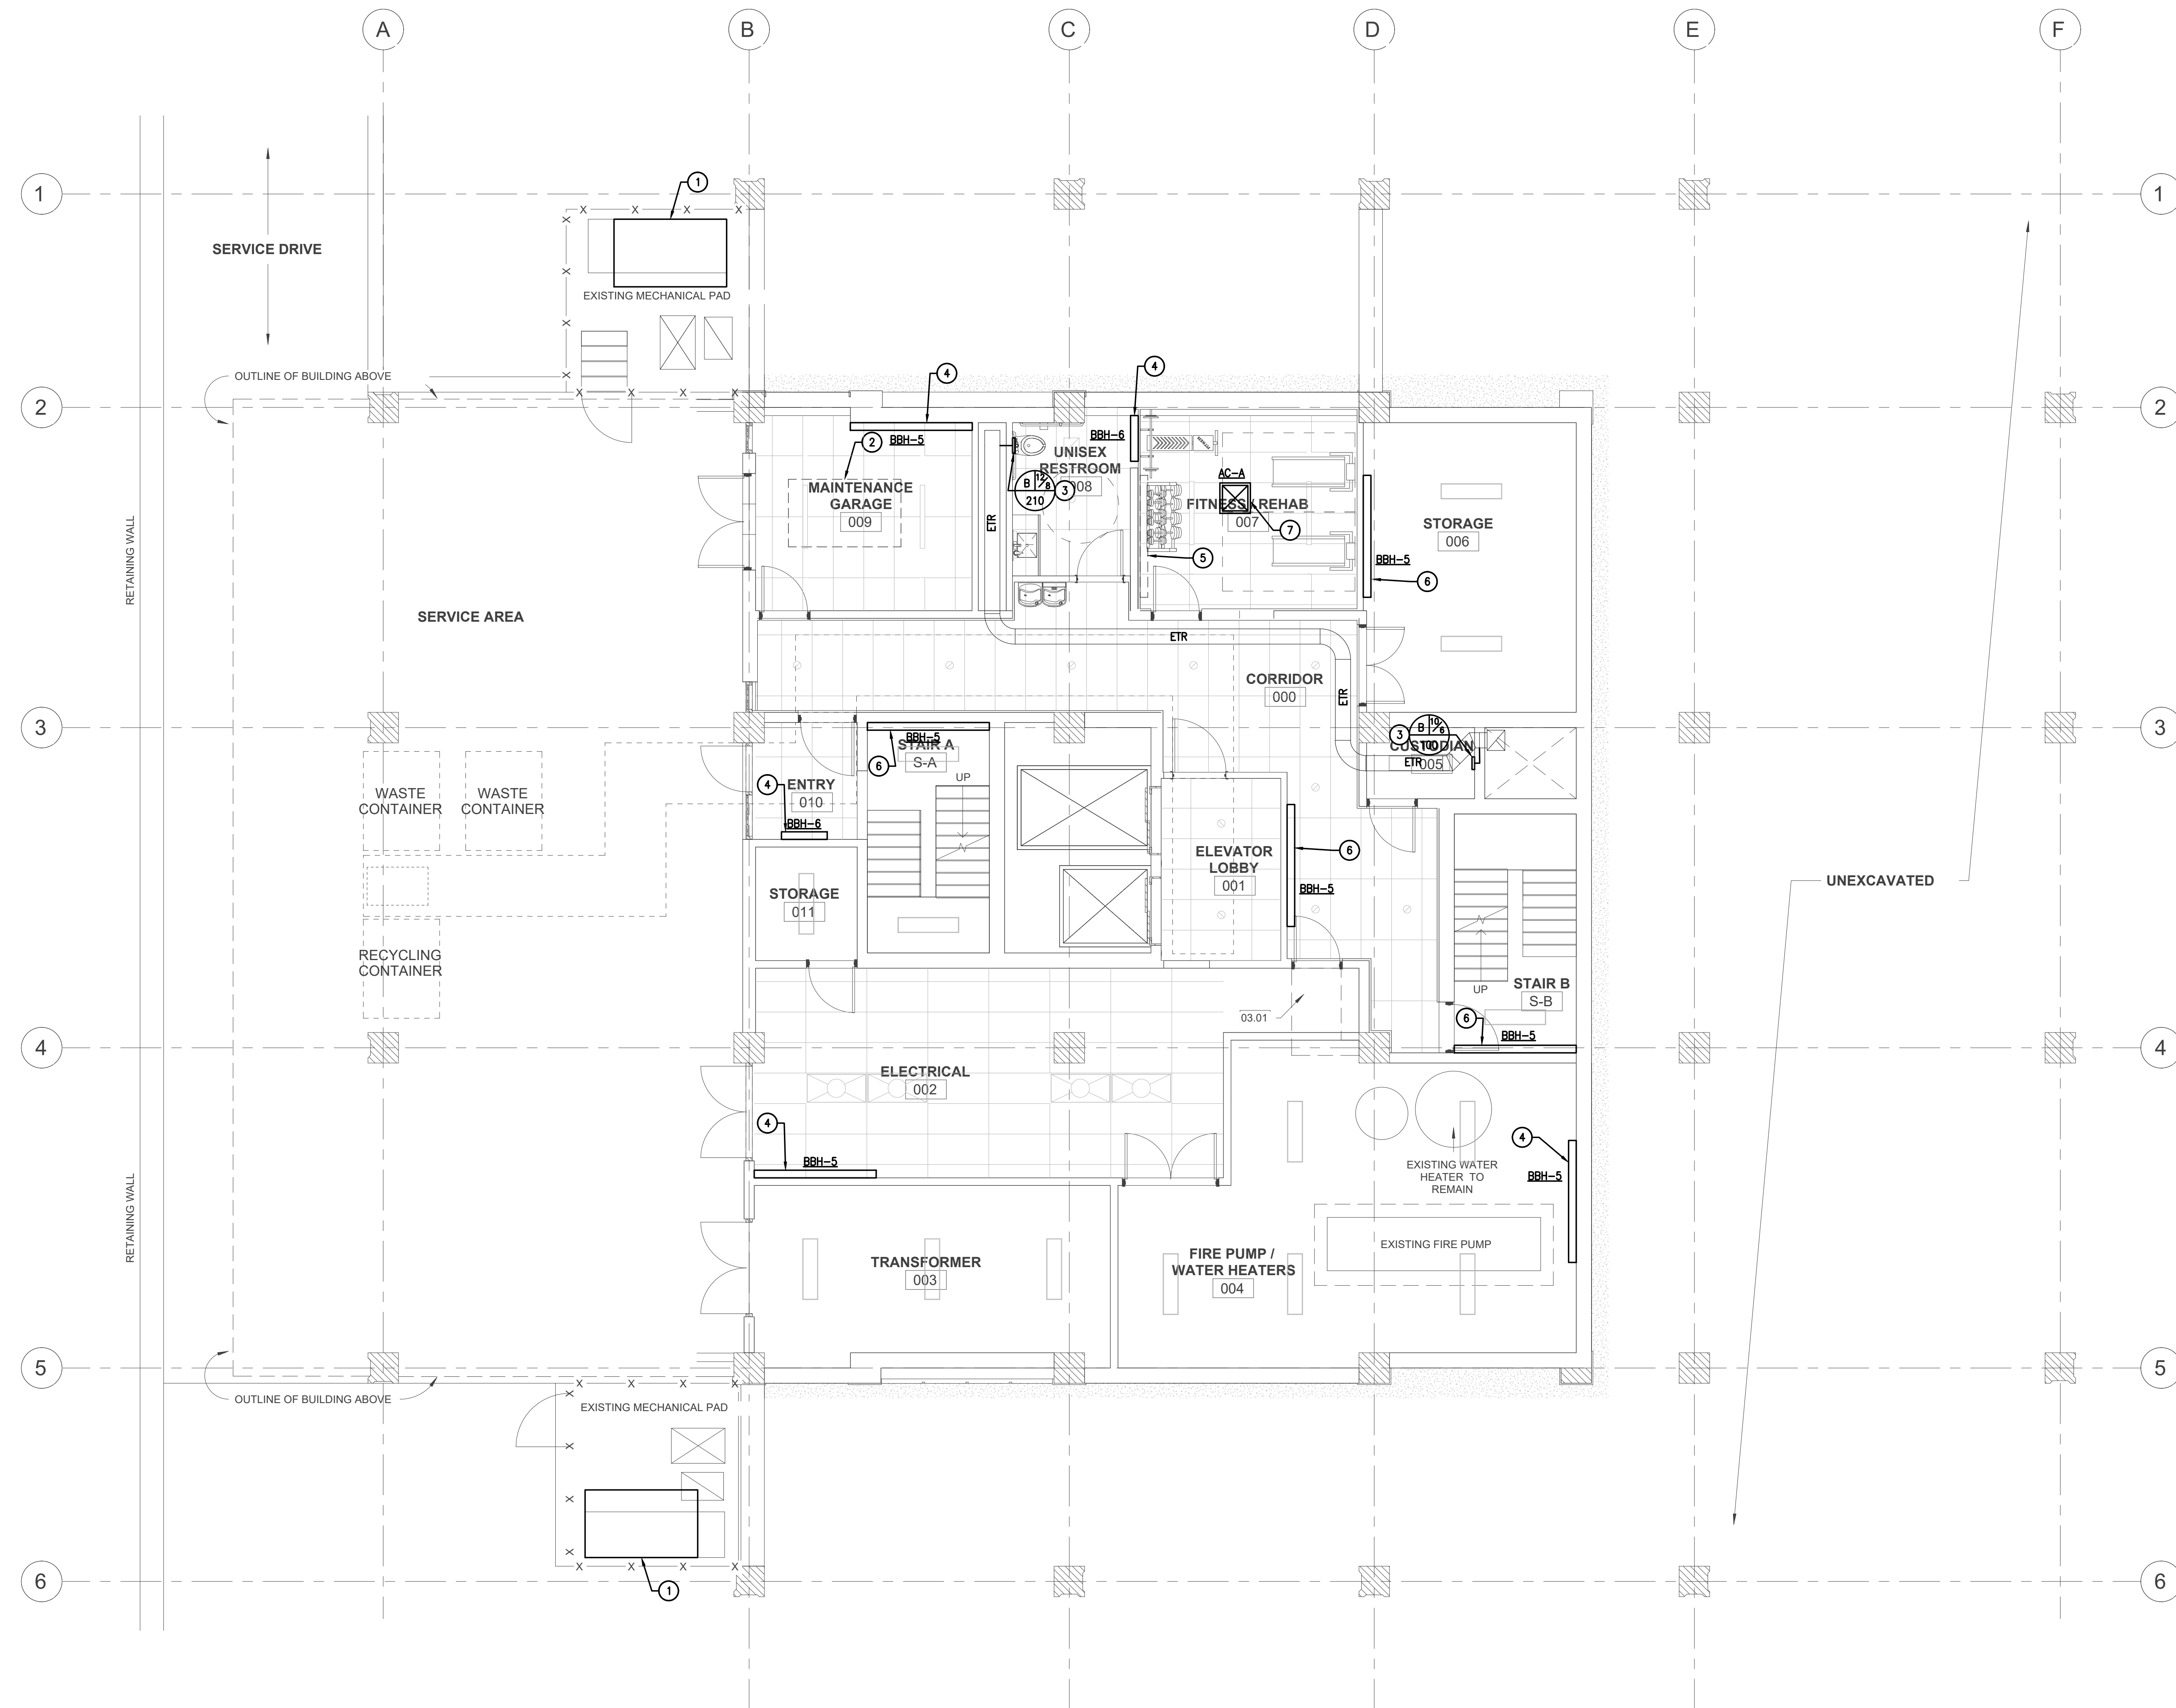 A B C D E F
1 1
1
SERVICE DRIVE
EXISTING MECHANICAL PAD
OUTLINE OF BUILDING ABOVE
4
4
2 2
2
BBH-5
BBH-6
UNISEX
RESTROOM
008
B 12/8
210
3
MAINTENANCE
GARAGE
009
ETR
AC-A
FITNESS / REHAB
007
7
5
STORAGE
006
BBH-5
6
RETAINING WALL
SERVICE AREA
ETR
CORRIDOR
000
ETR
3 3
3
B 10/6
100
CUSTODIAN
005
ETR
BBH-5
STAIR A
S-A
6
UP
4
ENTRY
010
BBH-6
WASTE
CONTAINER
WASTE
CONTAINER
ELEVATOR
LOBBY
001
6
BBH-5
UNEXCAVATED
STORAGE
011
RECYCLING
CONTAINER
UP
STAIR B
S-B
03.01
6
BBH-5
4 4
ELECTRICAL
002
4
BBH-5
4
BBH-5
EXISTING WATER
HEATER TO
REMAIN
RETAINING WALL
TRANSFORMER
003
FIRE PUMP /
WATER HEATERS
004
EXISTING FIRE PUMP
5 5
OUTLINE OF BUILDING ABOVE
EXISTING MECHANICAL PAD
6 6
1